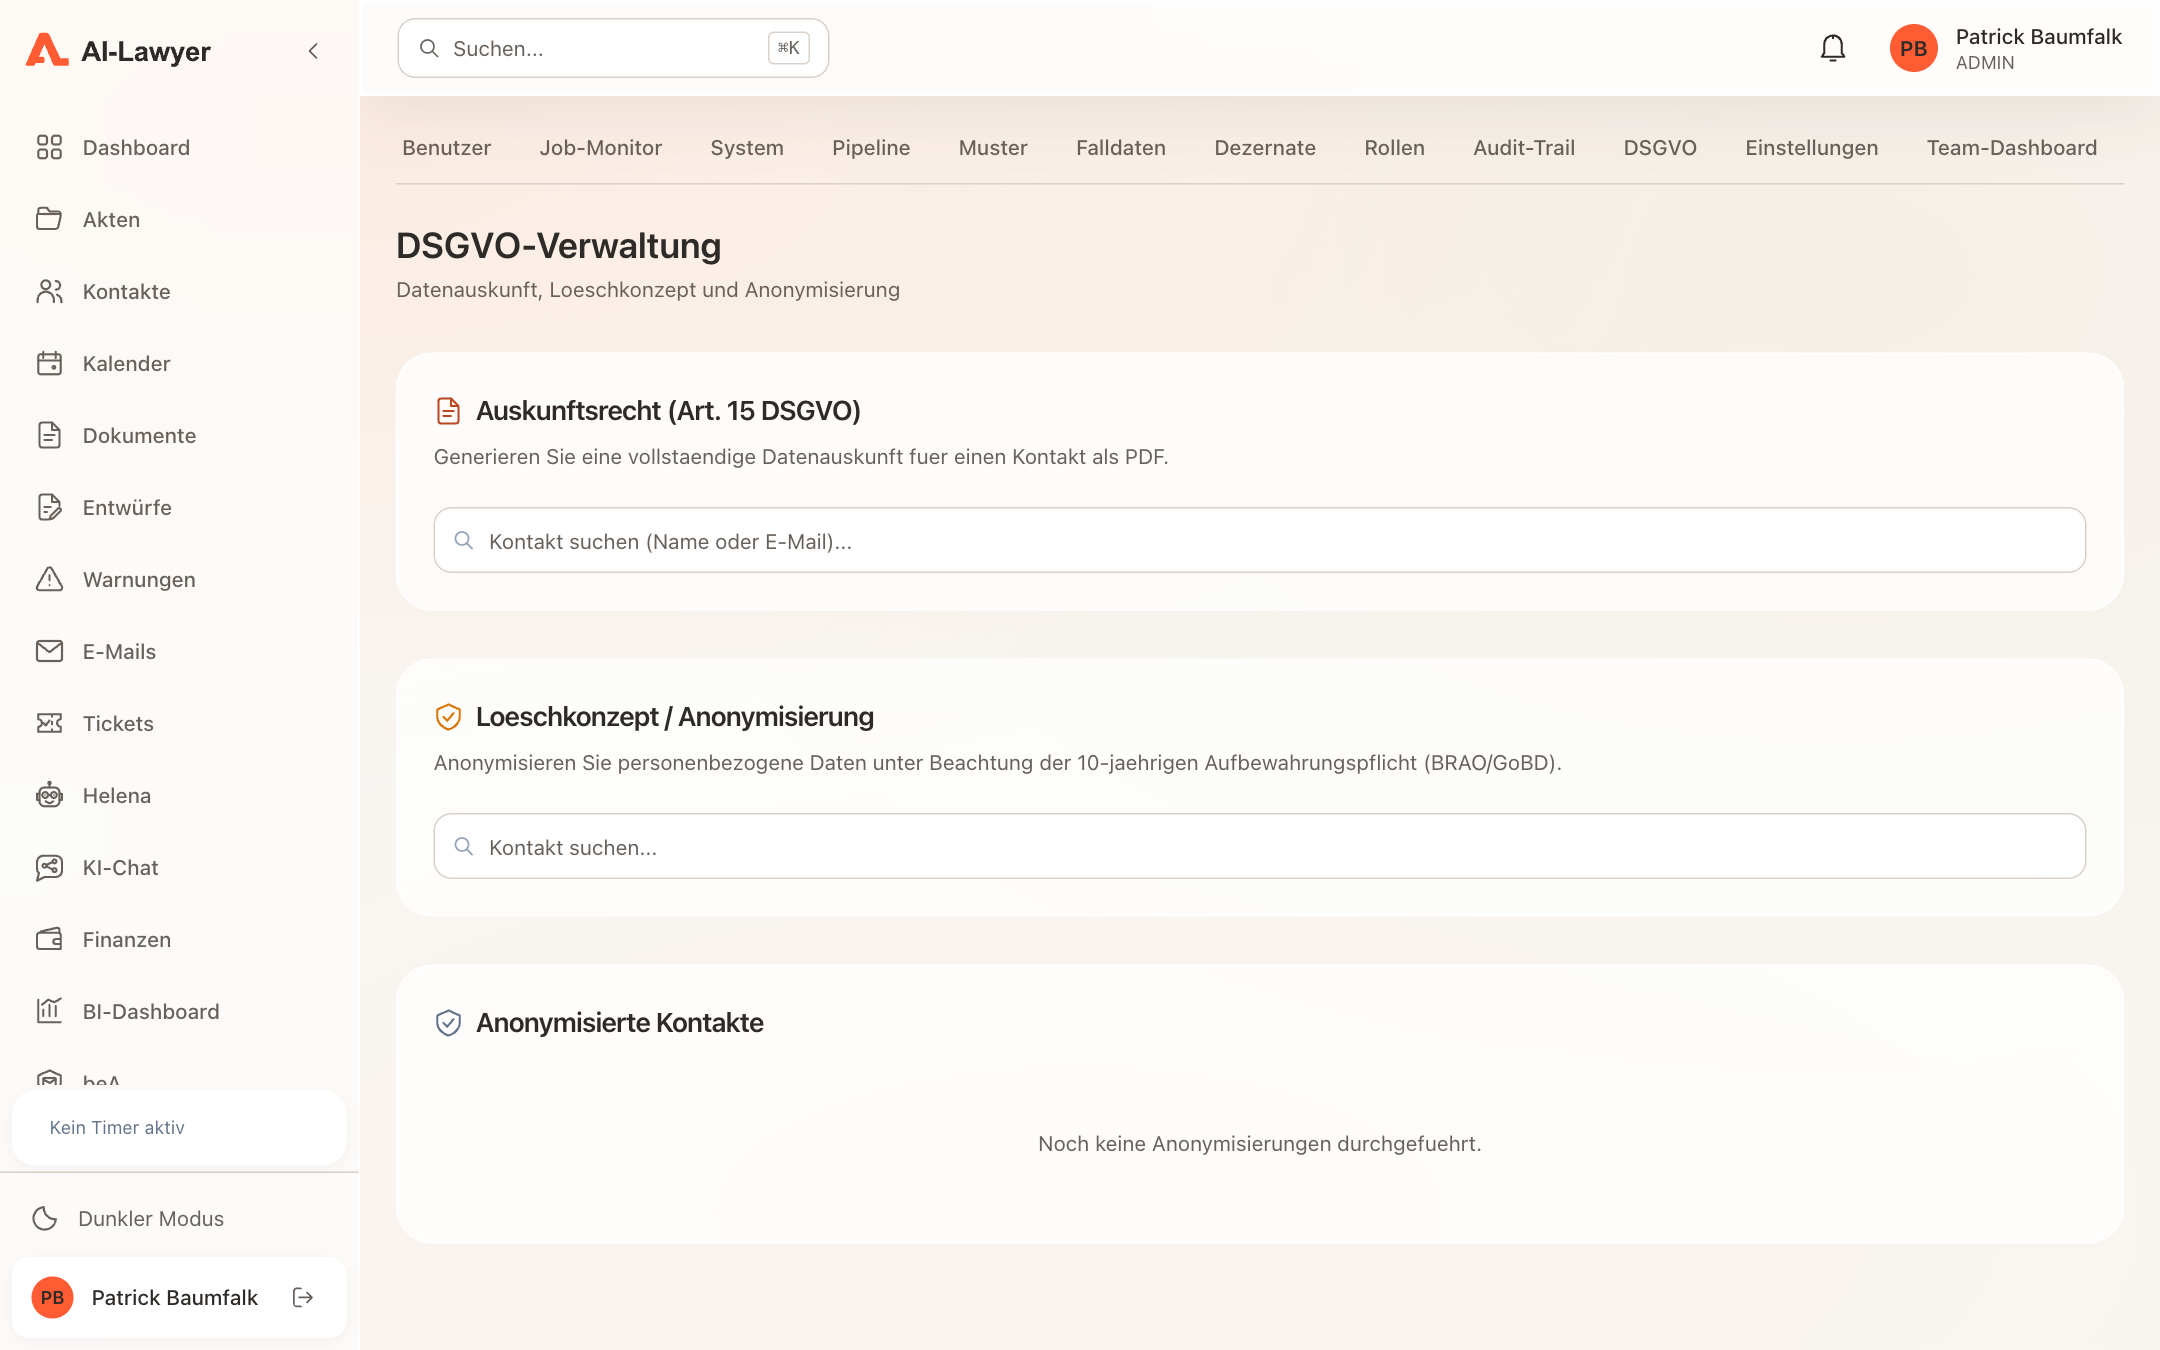 AI-Lawyer
Suchen...
⌘K
Patrick Baumfalk
ADMIN
PB
Dashboard
Akten
Kontakte
Kalender
Dokumente
Entwürfe
Warnungen
E-Mails
Tickets
Helena
KI-Chat
Finanzen
BI-Dashboard
beA
Kein Timer aktiv
Dunkler Modus
PB
Patrick Baumfalk
Benutzer
Job-Monitor
System
Pipeline
Muster
Falldaten
Dezernate
Rollen
Audit-Trail
DSGVO
Einstellungen
Team-Dashboard
DSGVO-Verwaltung
Datenauskunft, Loeschkonzept und Anonymisierung
Auskunftsrecht (Art. 15 DSGVO)
Generieren Sie eine vollstaendige Datenauskunft fuer einen Kontakt als PDF.
Kontakt suchen (Name oder E-Mail)...
Loeschkonzept / Anonymisierung
Anonymisieren Sie personenbezogene Daten unter Beachtung der 10-jaehrigen Aufbewahrungspflicht (BRAO/GoBD).
Kontakt suchen...
Anonymisierte Kontakte
Noch keine Anonymisierungen durchgefuehrt.